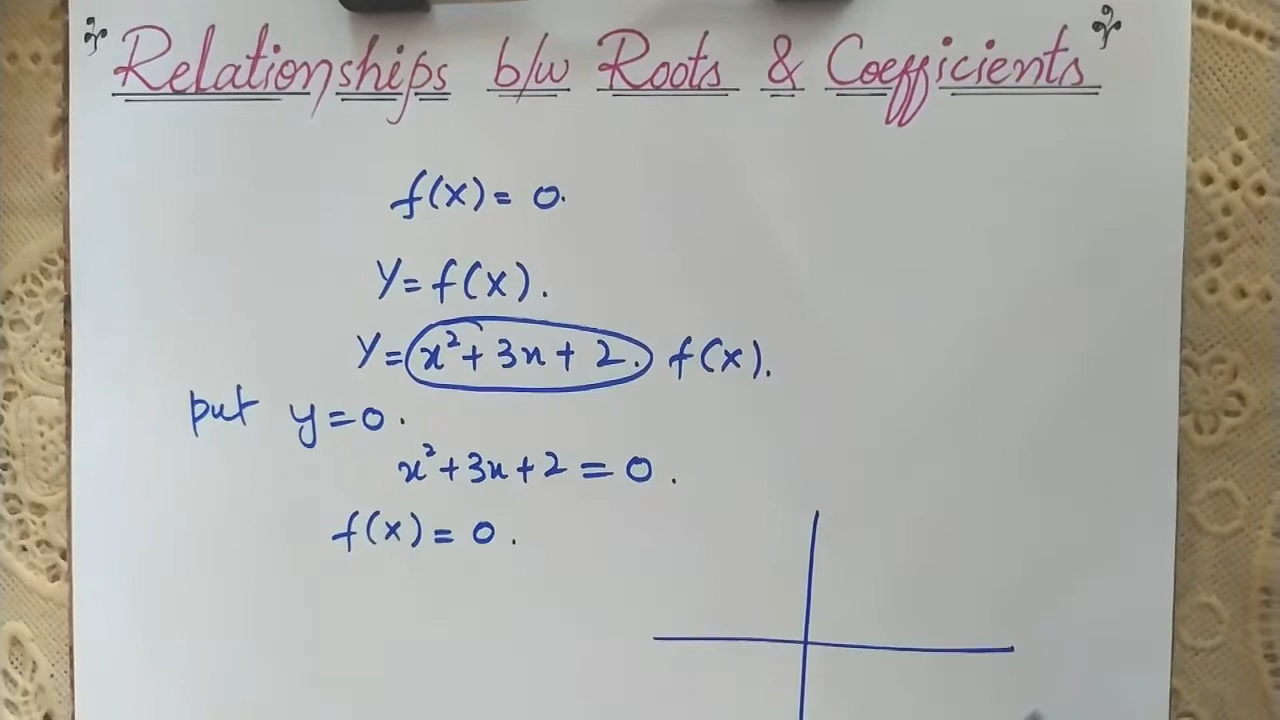 Relationships b/w Roots & Coefficients
f(x) = 0.
Y = f(x).
Y = x² + 3x + 2. f(x).
put y = 0.
x² + 3x + 2 = 0.
f(x) = 0.